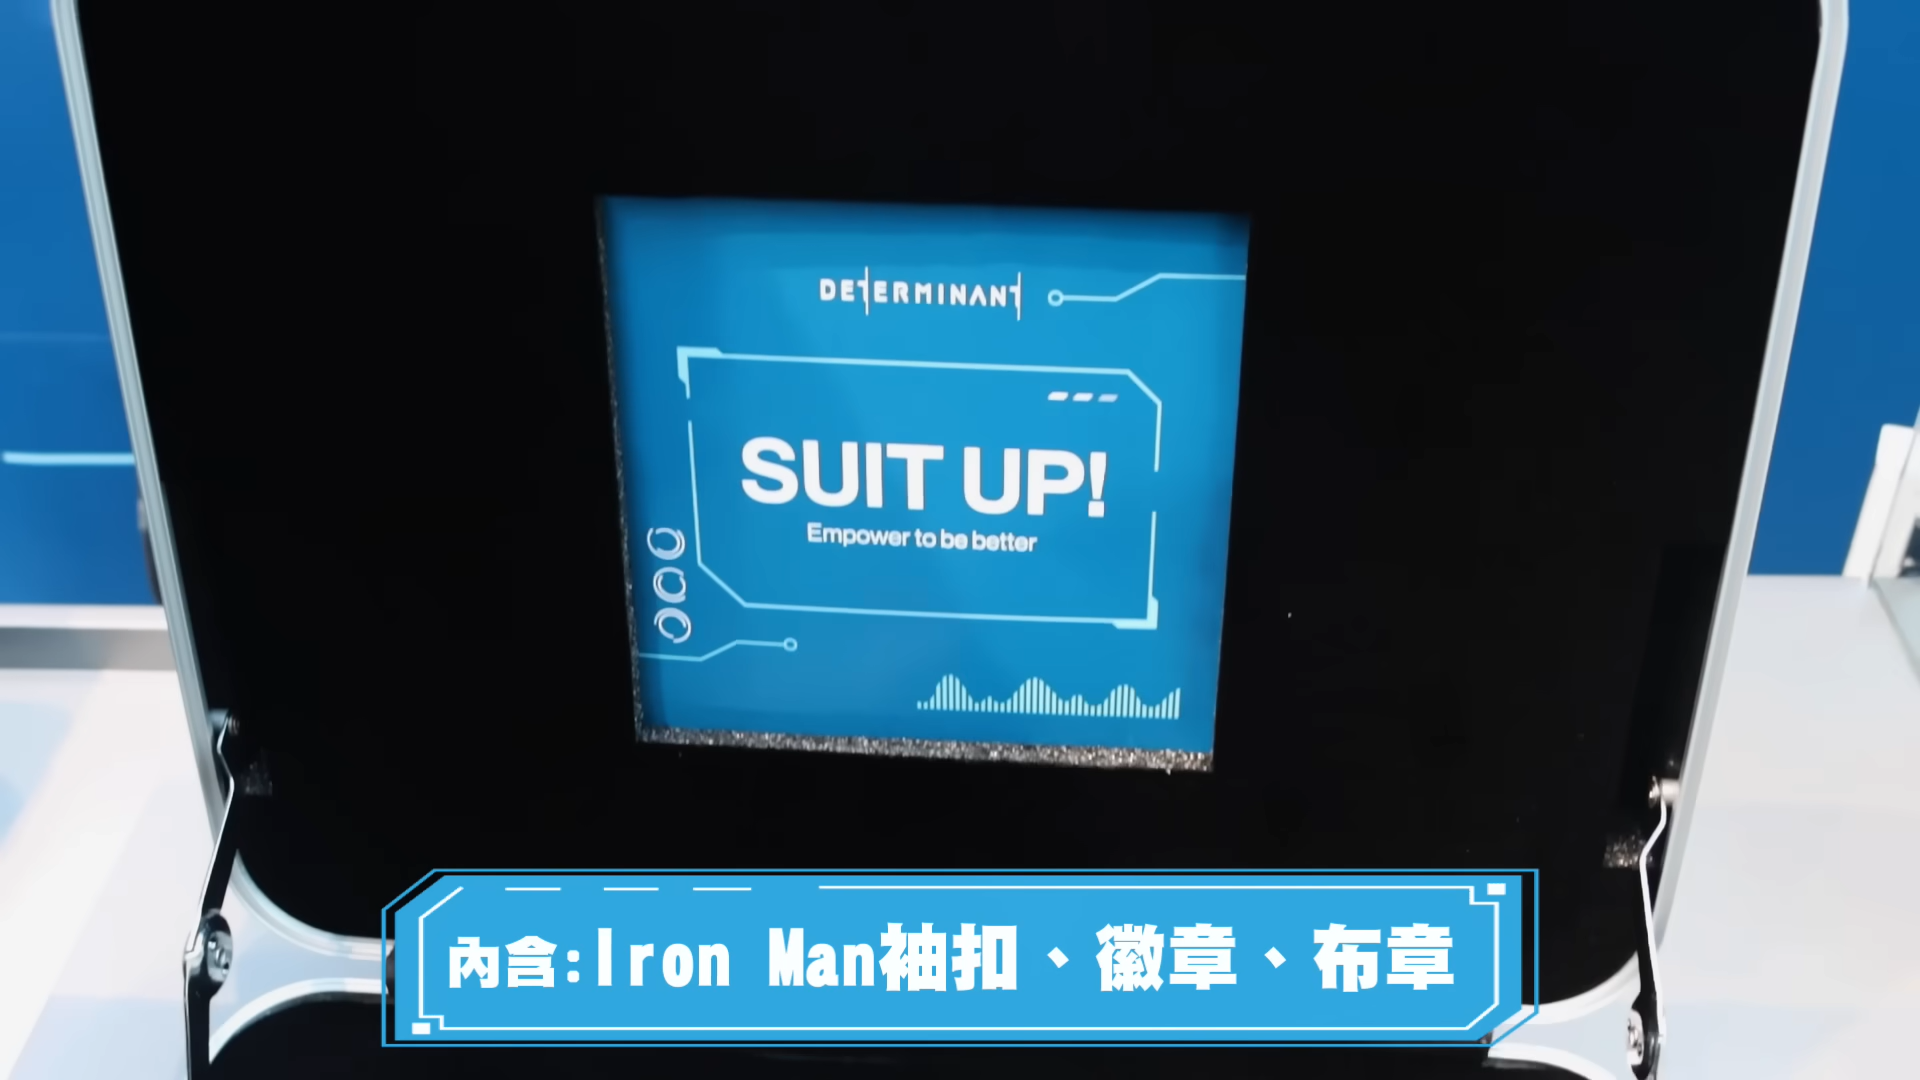 DETERMINANT
SUIT UP!
Empower to be better
內含:Iron Man袖扣、徽章、布章